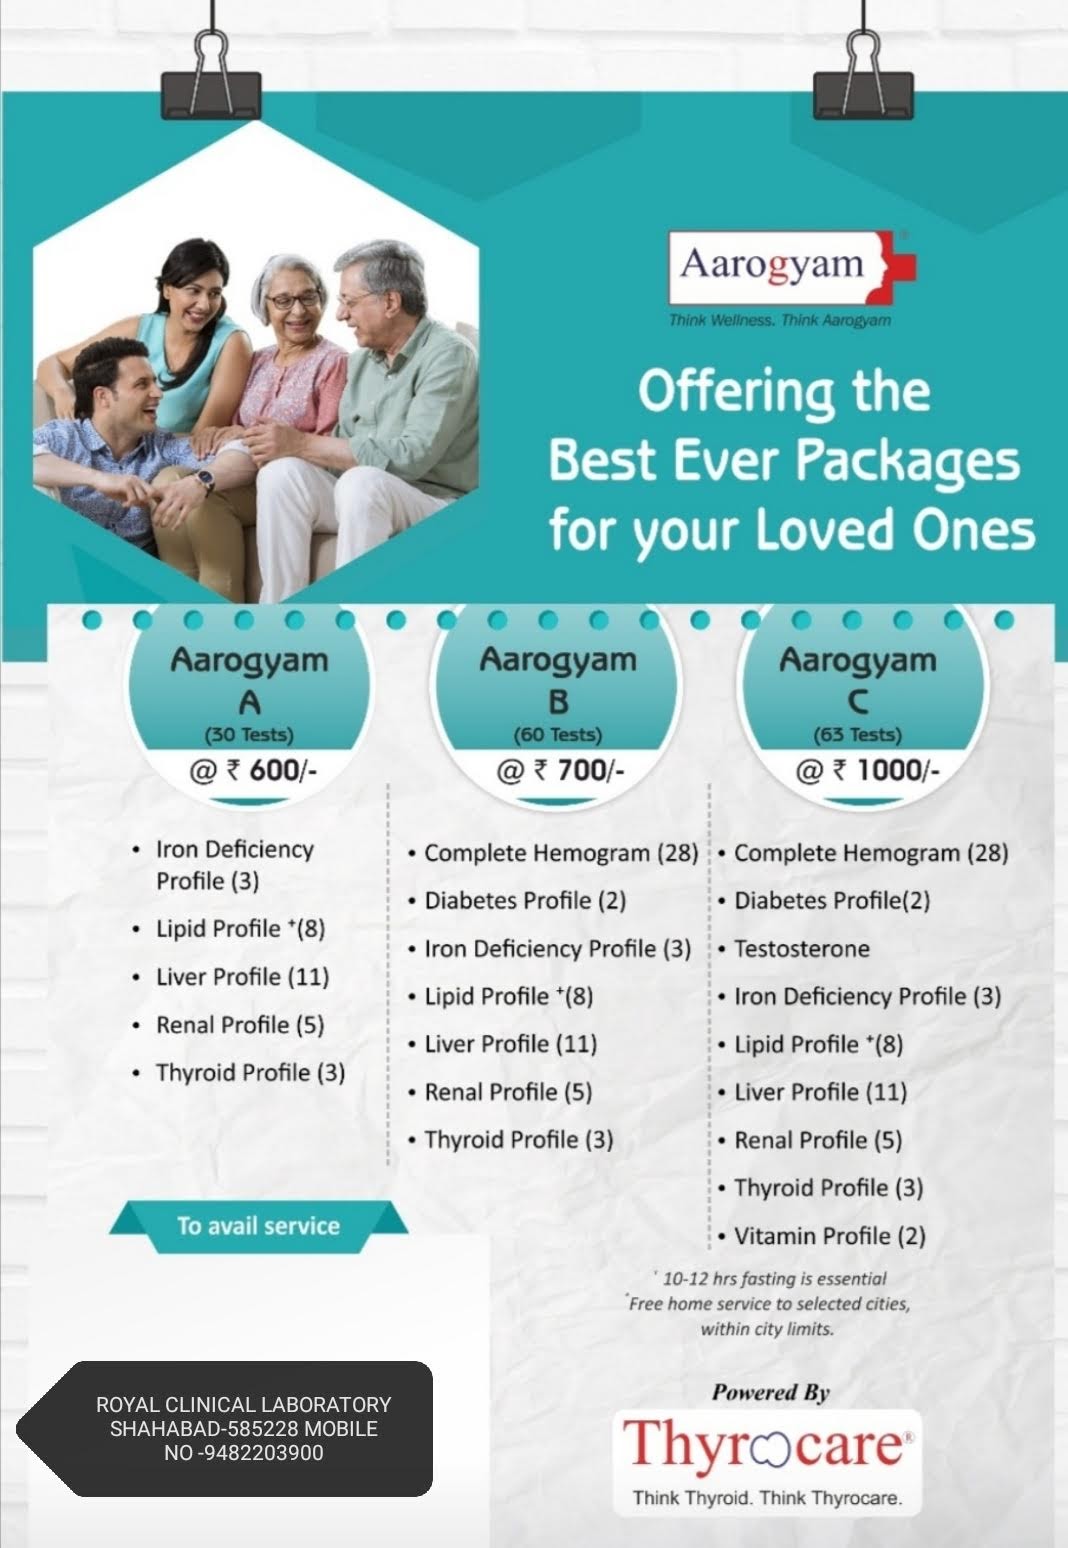 Aarogyam
Think Wellness. Think Aarogyam
Offering the
Best Ever Packages
for your Loved Ones
Aarogyam
A
(30 Tests)
@ ₹ 600/-
• Iron Deficiency
Profile (3)
• Lipid Profile +(8)
• Liver Profile (11)
• Renal Profile (5)
• Thyroid Profile (3)
Aarogyam
B
(60 Tests)
@ ₹ 700/-
• Complete Hemogram (28)
• Diabetes Profile (2)
• Iron Deficiency Profile (3)
• Lipid Profile +(8)
• Liver Profile (11)
• Renal Profile (5)
• Thyroid Profile (3)
Aarogyam
C
(63 Tests)
@ ₹ 1000/-
• Complete Hemogram (28)
• Diabetes Profile(2)
• Testosterone
• Iron Deficiency Profile (3)
• Lipid Profile +(8)
• Liver Profile (11)
• Renal Profile (5)
• Thyroid Profile (3)
• Vitamin Profile (2)
To avail service
+ 10-12 hrs fasting is essential
*Free home service to selected cities,
within city limits.
ROYAL CLINICAL LABORATORY
SHAHABAD-585228 MOBILE
NO -9482203900
Powered By
Thyrocare®
Think Thyroid. Think Thyrocare.